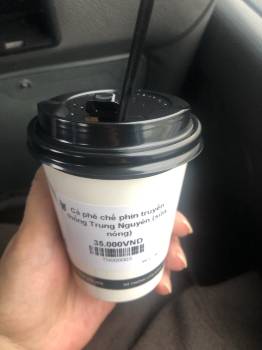 Cà phê chế phin truyền
thống Trung Nguyên (sữa
nóng)
35.000VND